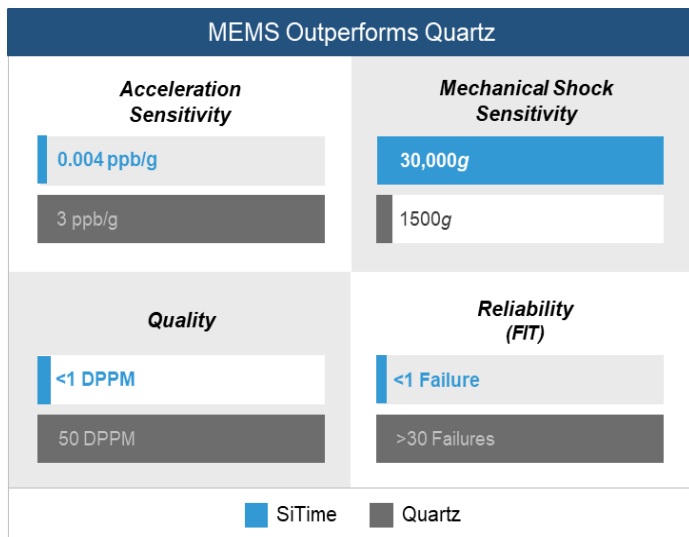 MEMS Outperforms Quartz
Acceleration
Sensitivity
0.004 ppb/g
3 ppb/g
Mechanical Shock
Sensitivity
30,000g
1500g
Quality
<1 DPPM
50 DPPM
Reliability
(FIT)
<1 Failure
>30 Failures
SiTime
Quartz